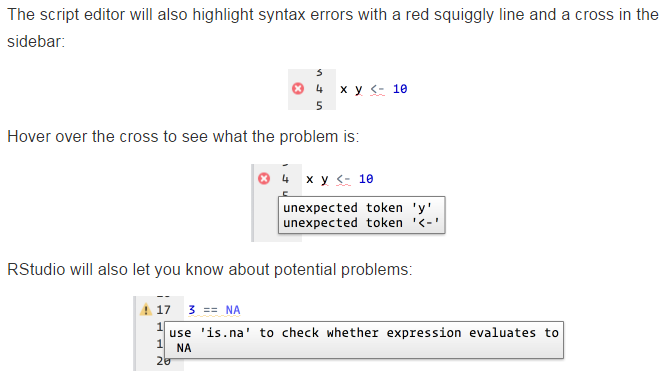 The script editor will also highlight syntax errors with a red squiggly line and a cross in the
sidebar:
3
4 x y <- 10
5
Hover over the cross to see what the problem is:
4 x y <- 10
unexpected token 'y'
unexpected token '<-'
RStudio will also let you know about potential problems:
17 3 == NA
use 'is.na' to check whether expression evaluates to
NA
20